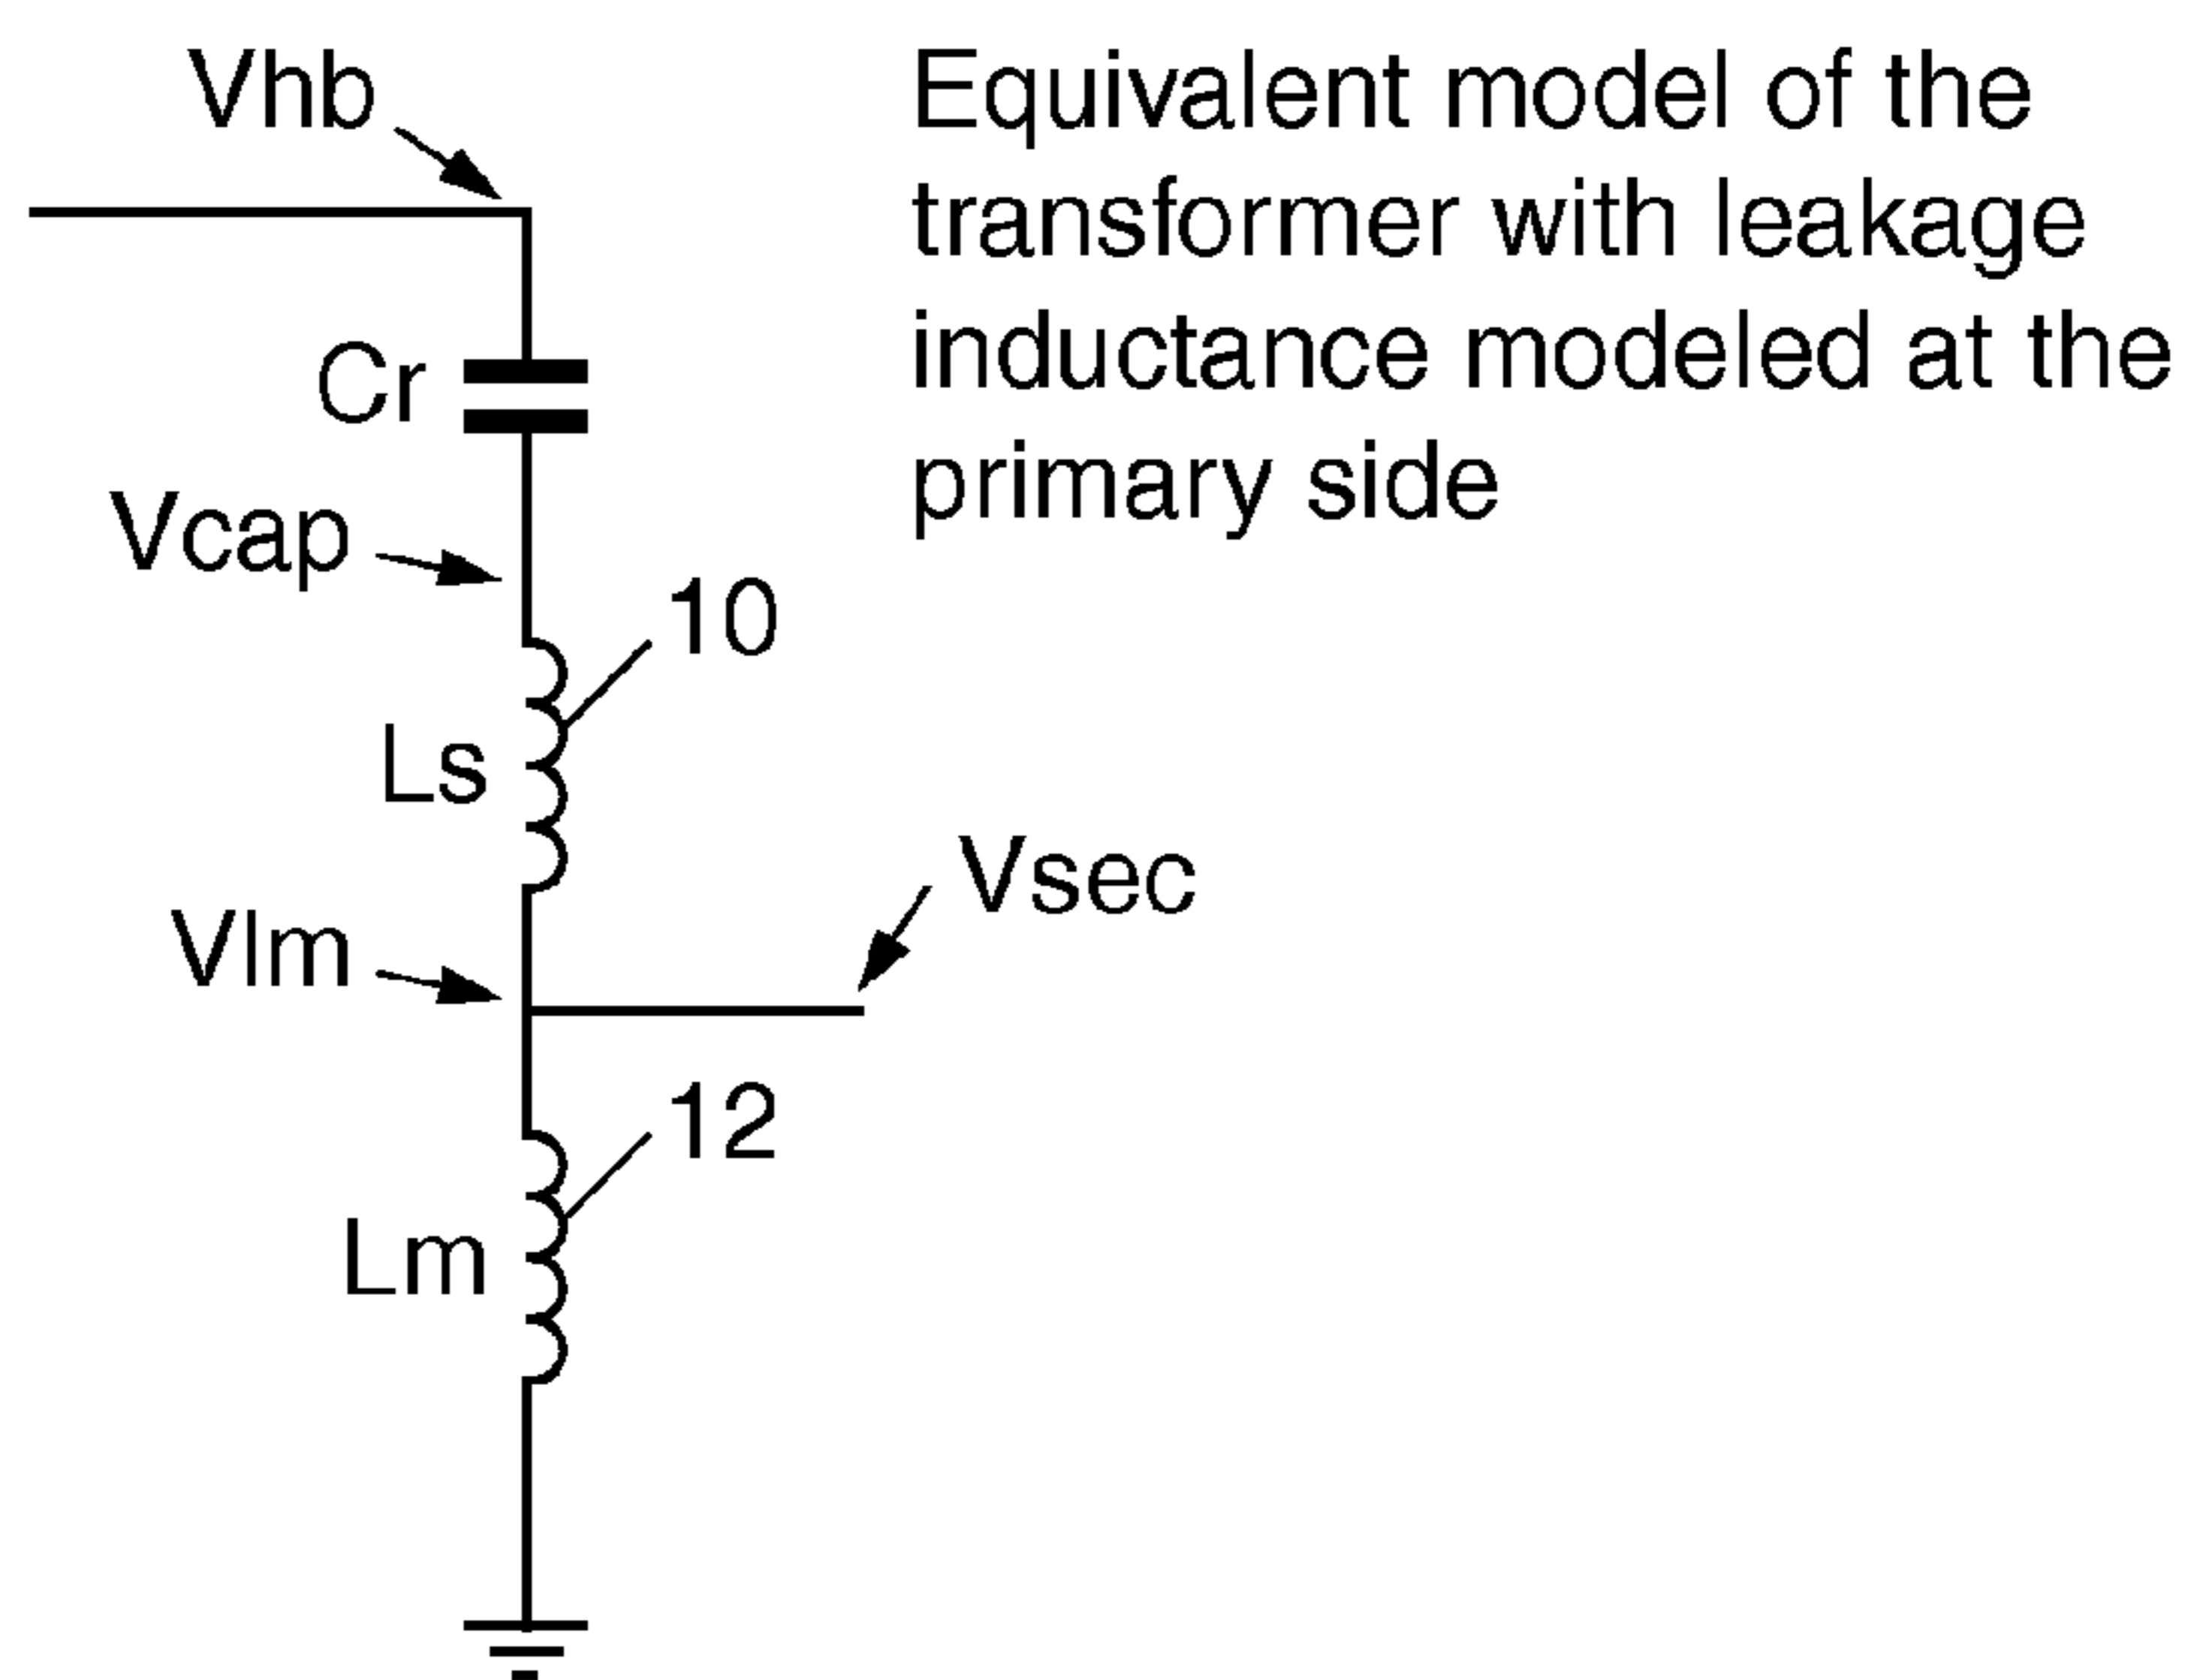 Vhb
Equivalent model of the
transformer with leakage
inductance modeled at the
primary side
Cr
Vcap
10
Ls
Vsec
Vlm
12
Lm